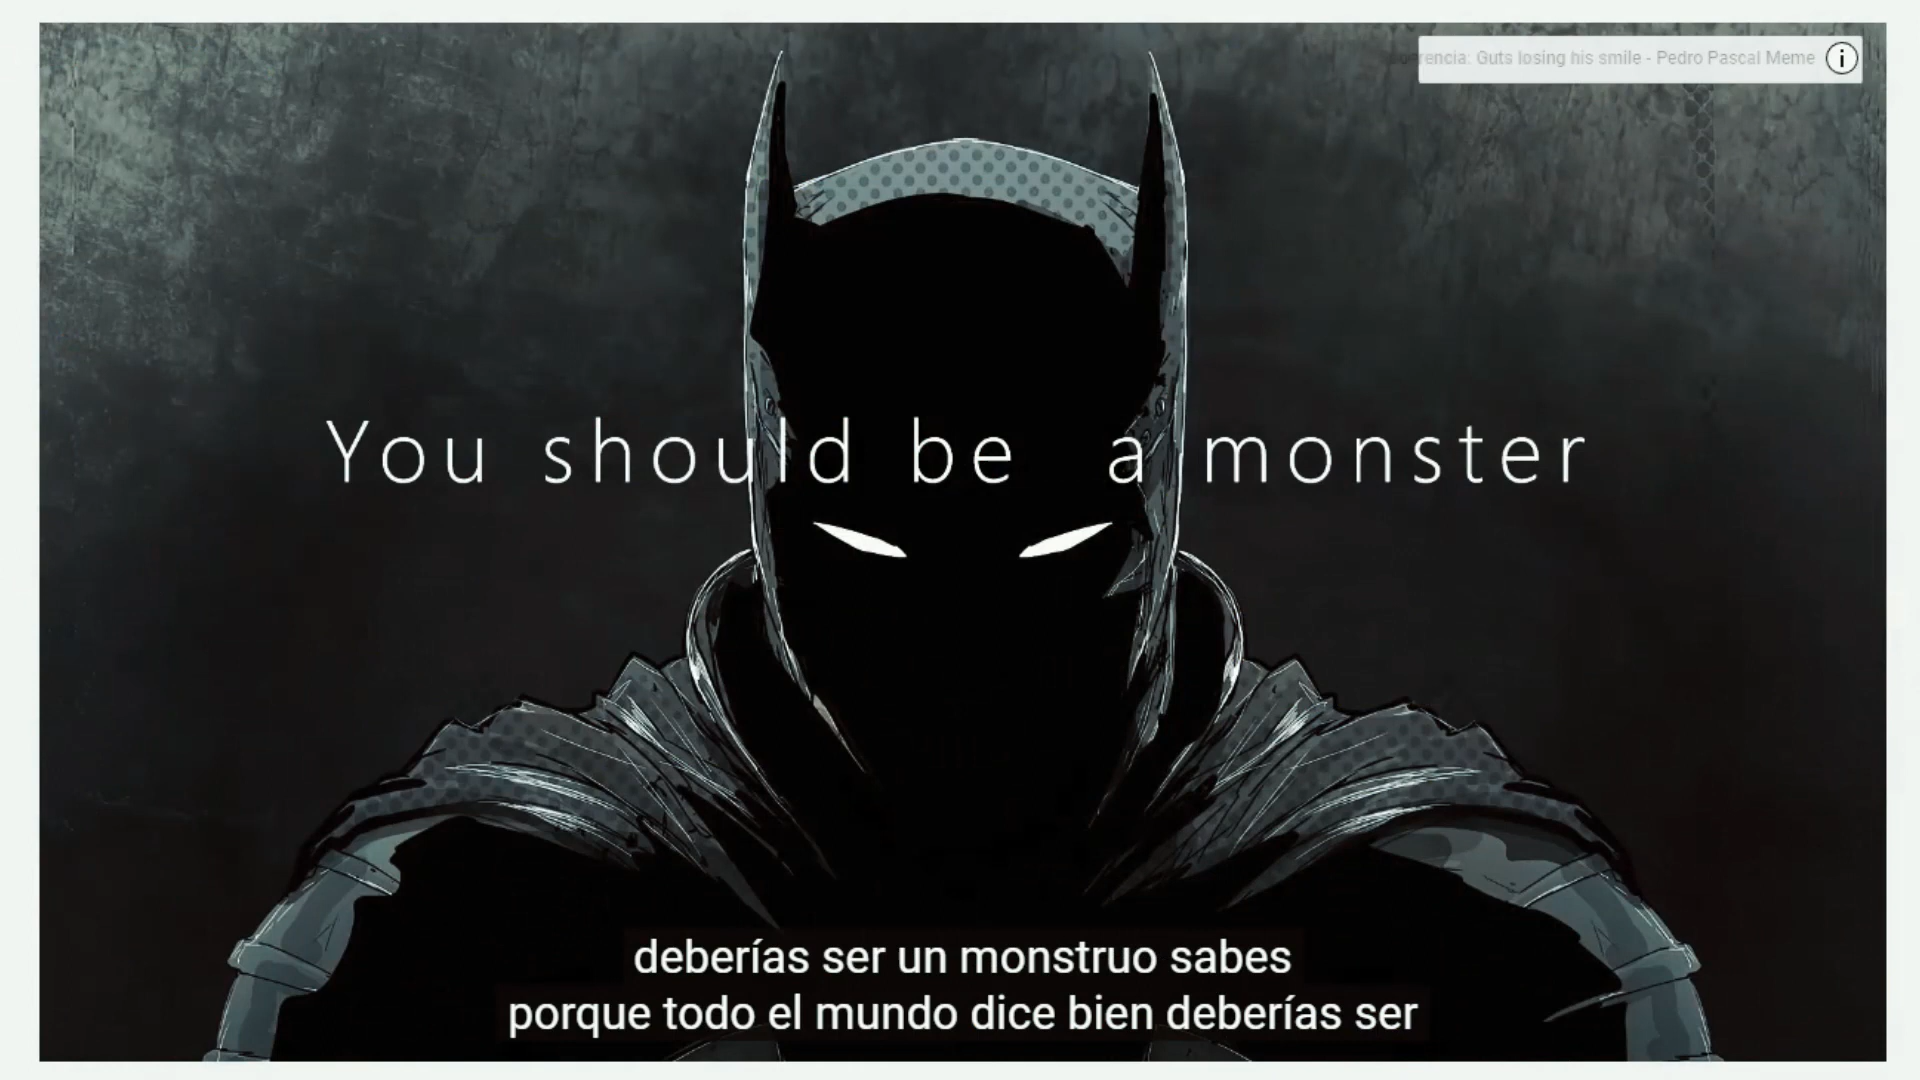 rencia: Guts losing his smile - Pedro Pascal Meme
You should be a monster
deberías ser un monstruo sabes
porque todo el mundo dice bien deberías ser